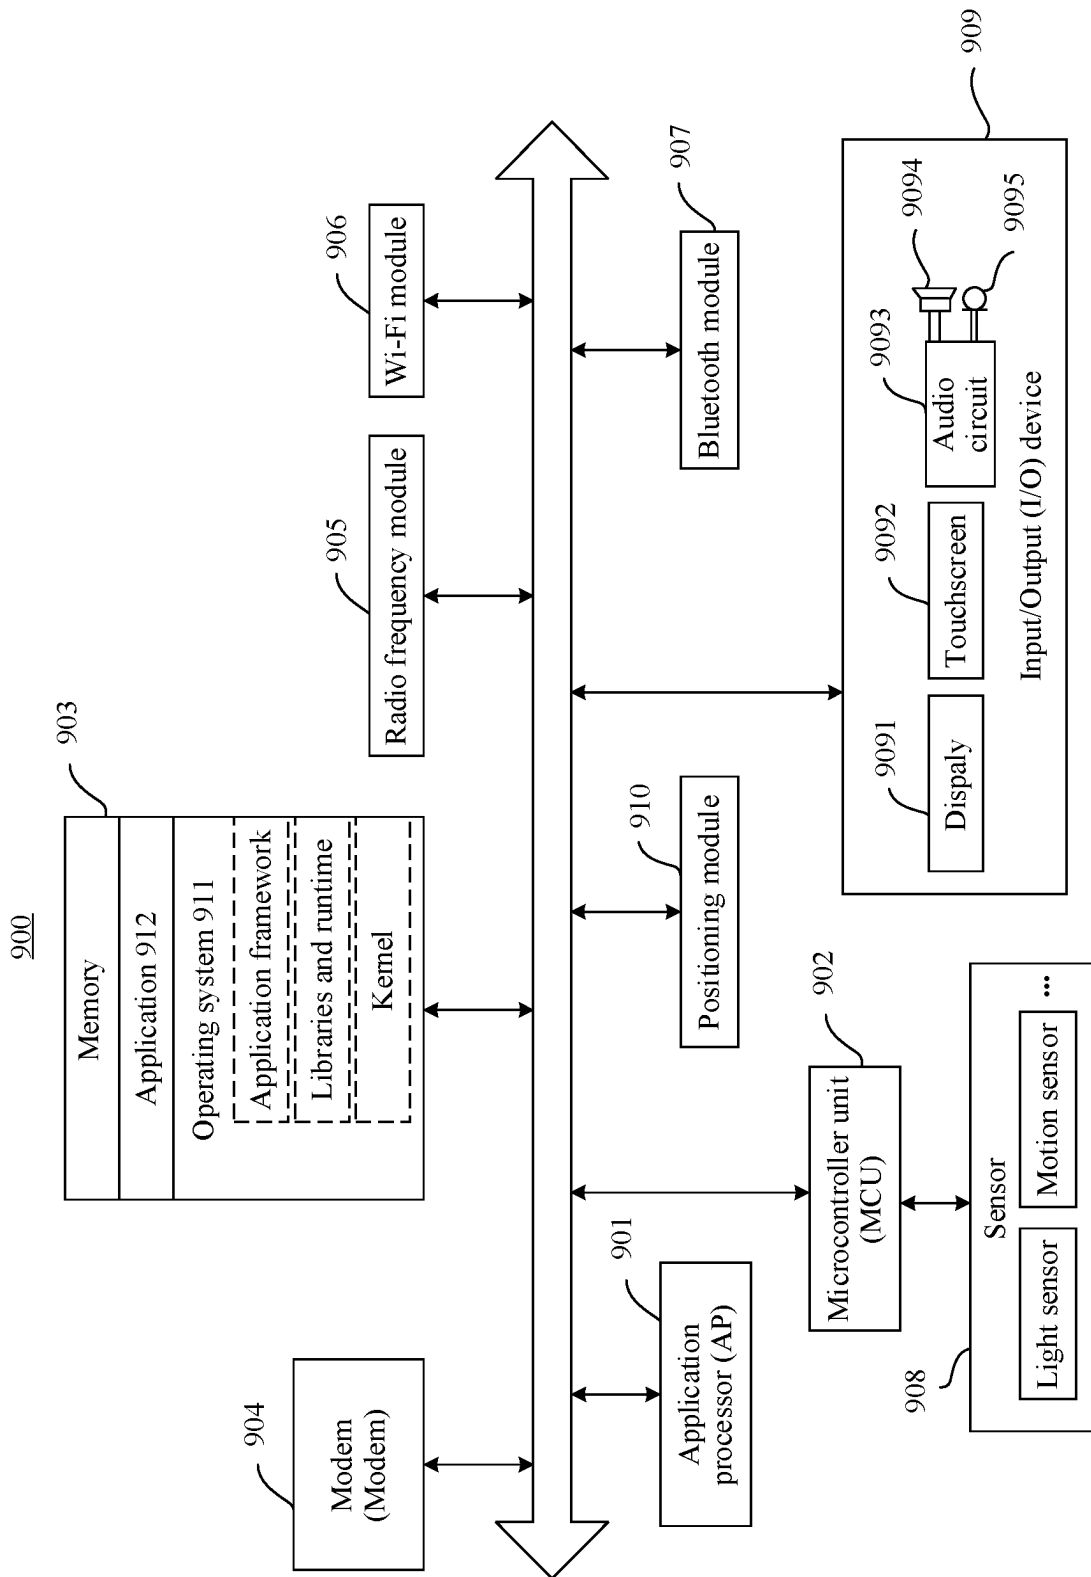 900
903
Memory
Application 912
Operating system 911
Application framework
Libraries and runtime
Kernel
904
Modem
(Modem)
905
Radio frequency module
906
Wi-Fi module
901
Application
processor (AP)
910
Positioning module
907
Bluetooth module
902
Microcontroller unit
(MCU)
908
Sensor
Light sensor
Motion sensor
...
909
9091
Dispaly
9092
Touchscreen
9093
Audio
circuit
9094
9095
Input/Output (I/O) device